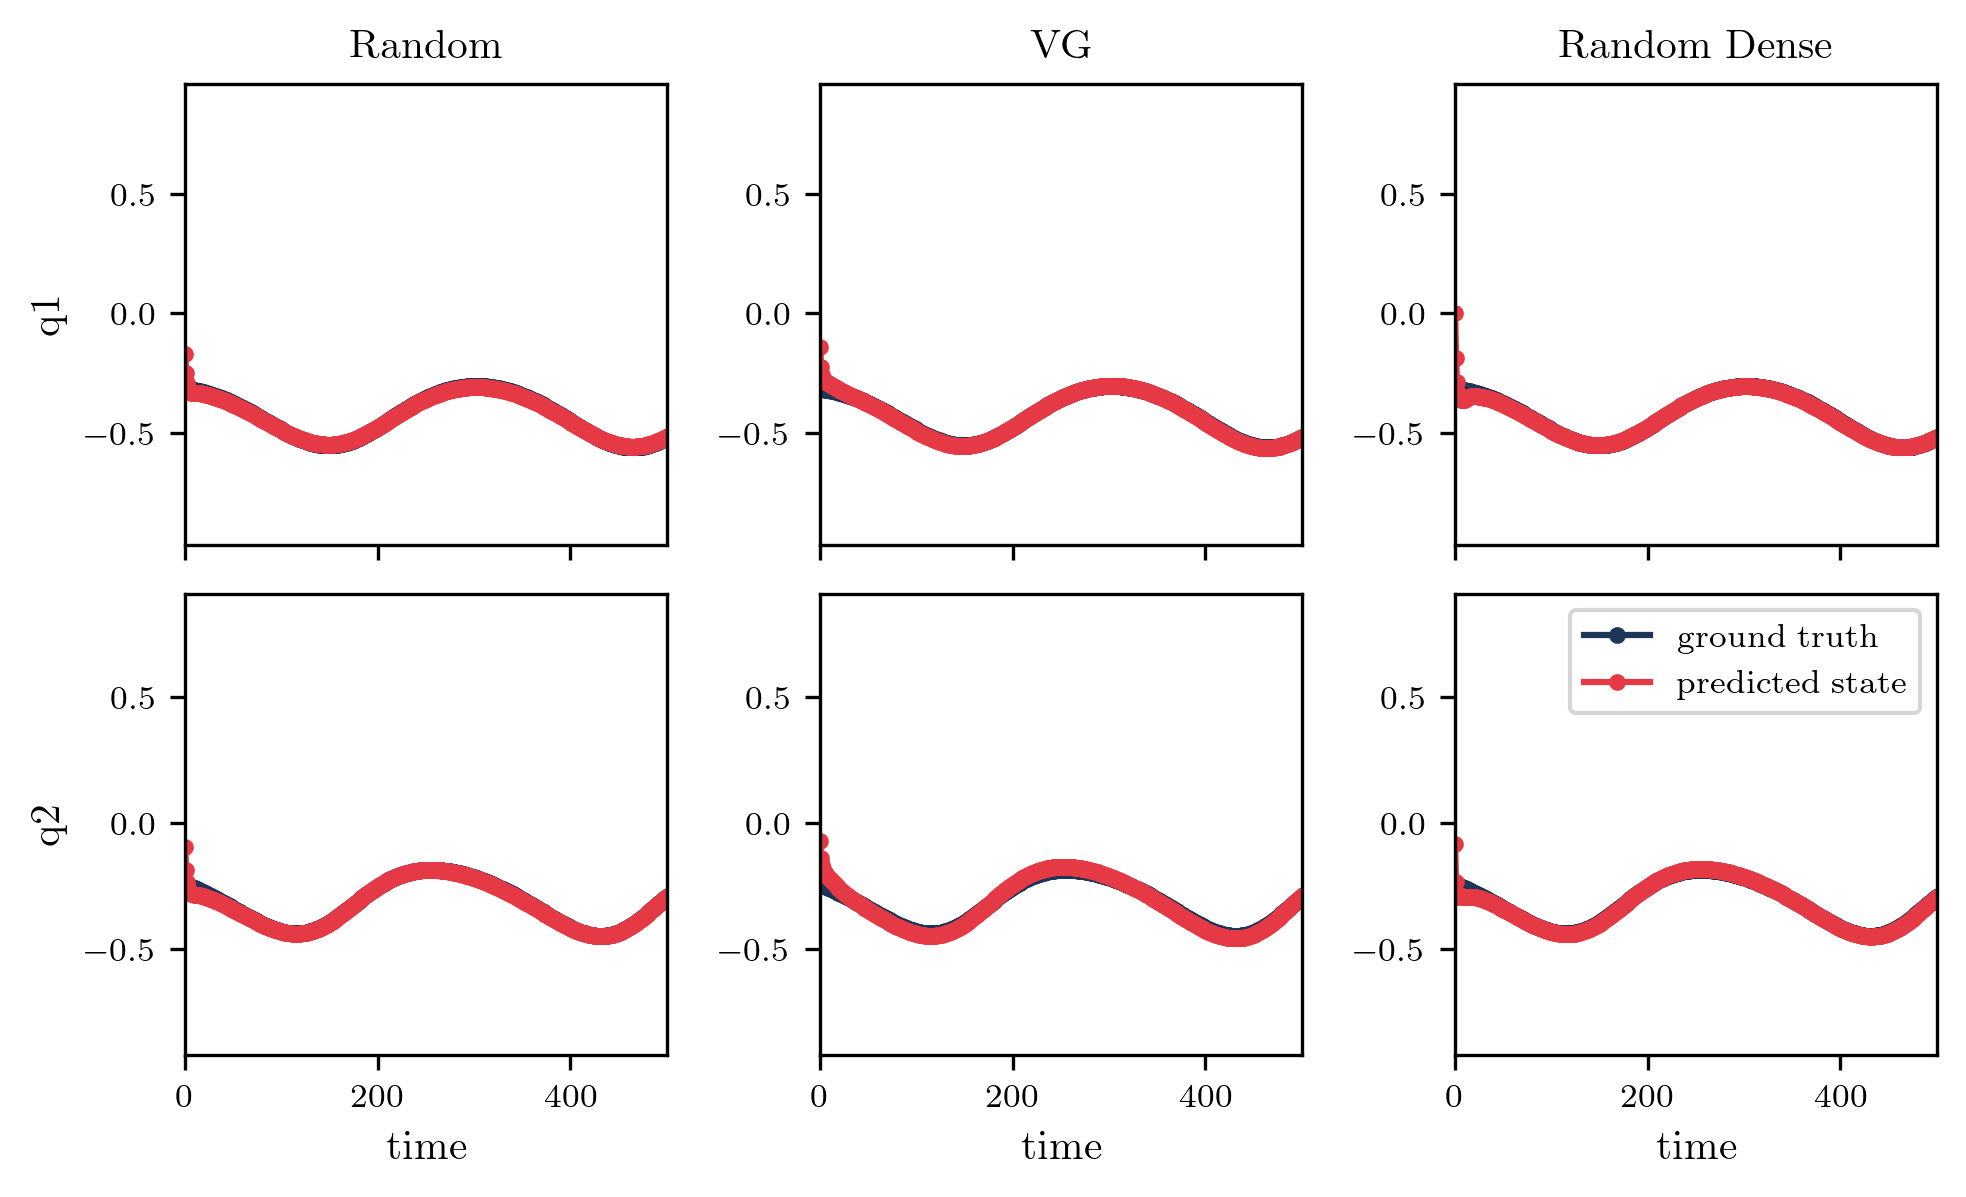 Random VG Random Dense
q1
0.5 0.5 0.5
0.0 0.0 0.0
−0.5 −0.5 −0.5
q2
ground truth
predicted state
0.5 0.5 0.5
0.0 0.0 0.0
−0.5 −0.5 −0.5
0 200 400 0 200 400 0 200 400
time time time